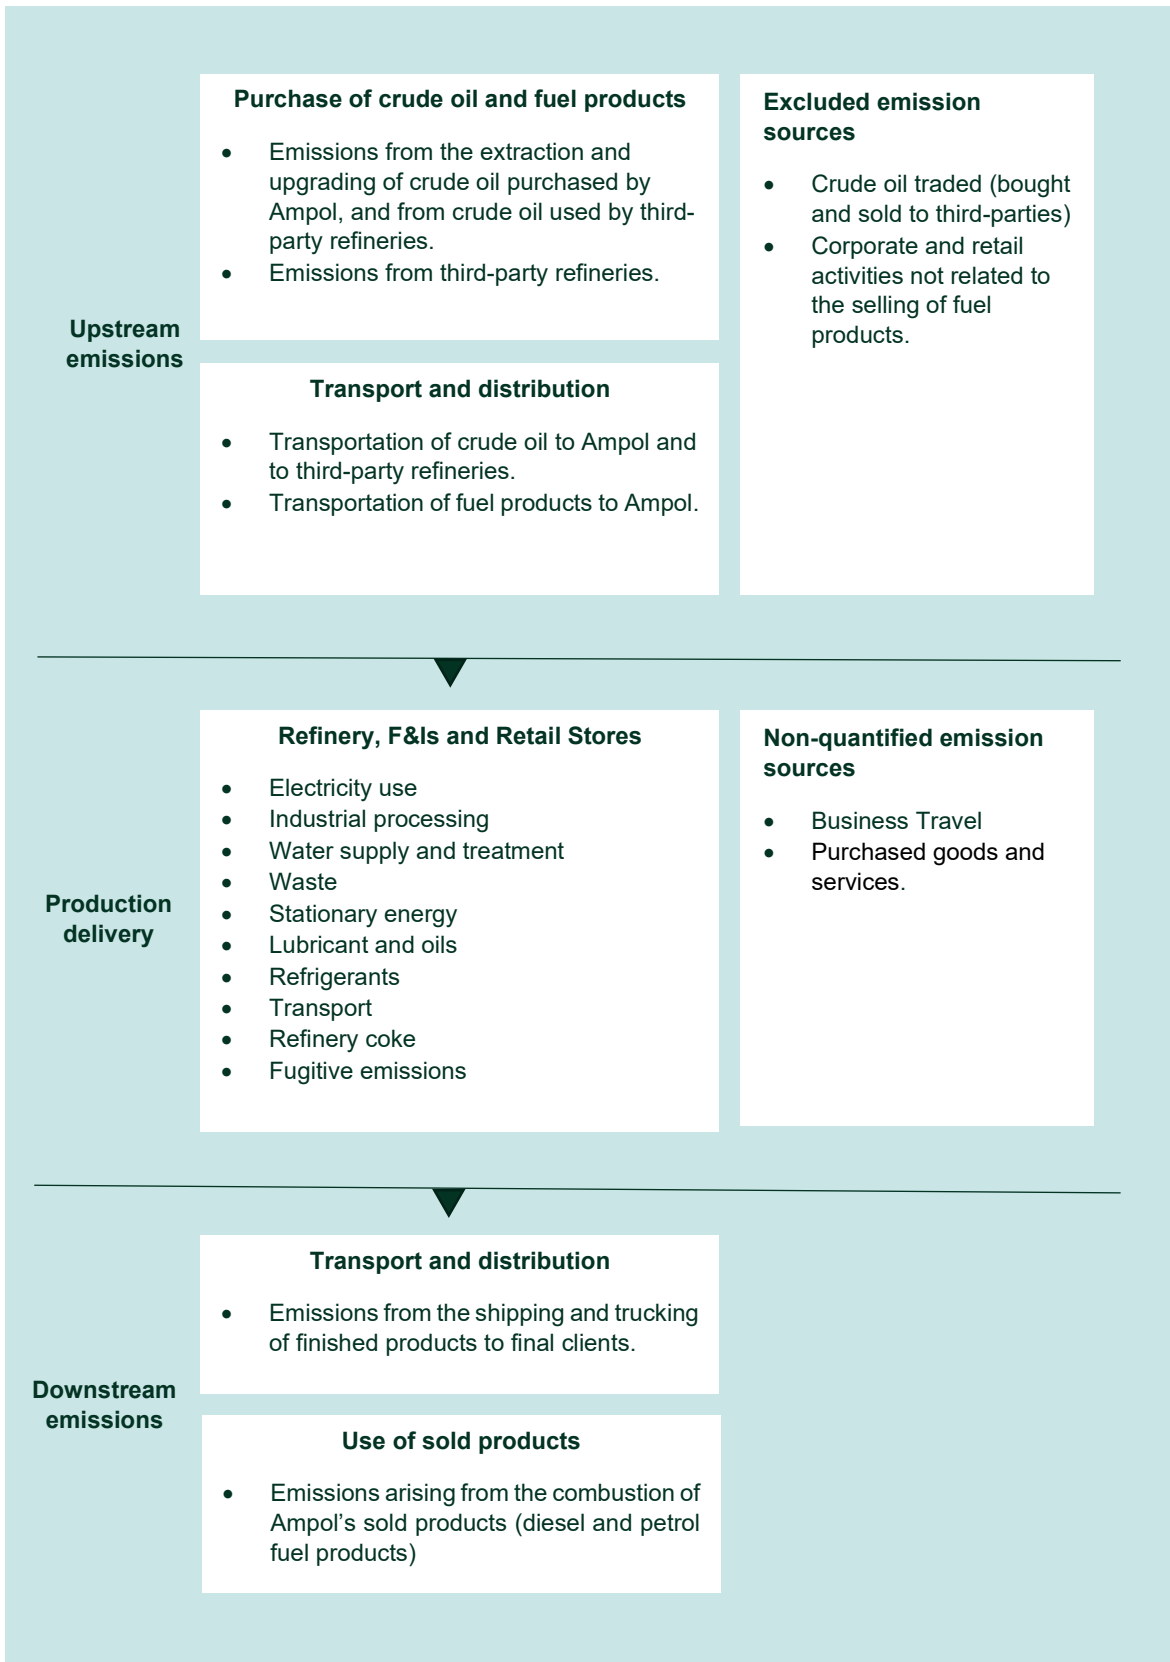 Upstream
emissions
Purchase of crude oil and fuel products
• Emissions from the extraction and
upgrading of crude oil purchased by
Ampol, and from crude oil used by third-
party refineries.
• Emissions from third-party refineries.
Transport and distribution
• Transportation of crude oil to Ampol and
to third-party refineries.
• Transportation of fuel products to Ampol.
Excluded emission
sources
• Crude oil traded (bought
and sold to third-parties)
• Corporate and retail
activities not related to
the selling of fuel
products.
Production
delivery
Refinery, F&Is and Retail Stores
• Electricity use
• Industrial processing
• Water supply and treatment
• Waste
• Stationary energy
• Lubricant and oils
• Refrigerants
• Transport
• Refinery coke
• Fugitive emissions
Non-quantified emission
sources
• Business Travel
• Purchased goods and
services.
Downstream
emissions
Transport and distribution
• Emissions from the shipping and trucking
of finished products to final clients.
Use of sold products
• Emissions arising from the combustion of
Ampol’s sold products (diesel and petrol
fuel products)